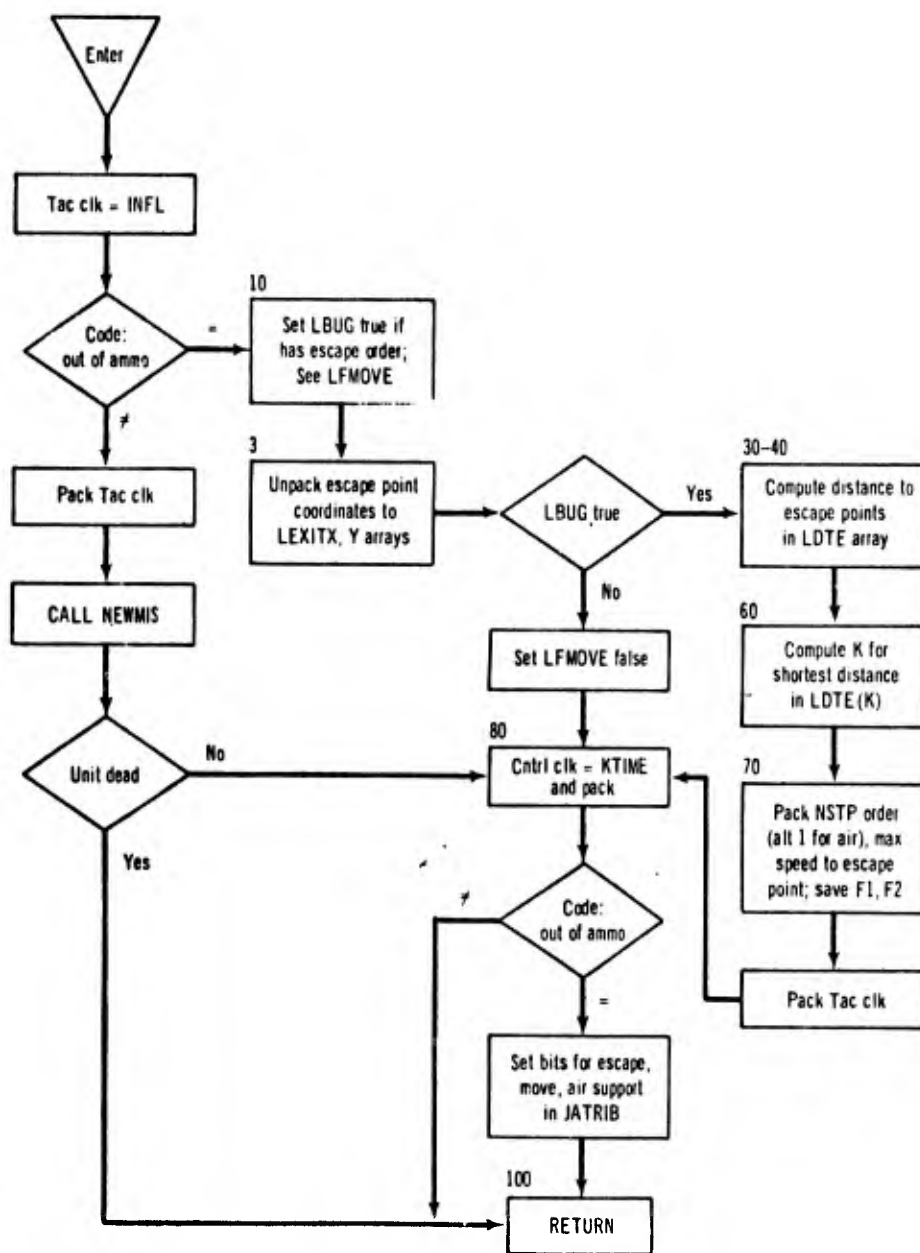 Enter
Tac clk = INFL
Code:
out of ammo
=
≠
10
Set LBUG true if
has escape order;
See LFMOVE
3
Unpack escape point
coordinates to
LEXITX, Y arrays
LBUG true
Yes
No
30-40
Compute distance to
escape points
in LDTE array
60
Compute K for
shortest distance
in LDTE(K)
70
Pack NSTP order
(alt 1 for air), max
speed to escape
point; save F1, F2
Pack Tac clk
Pack Tac clk
CALL NEWMIS
Unit dead
No
Yes
Set LFMOVE false
80
Cntrl clk = KTIME
and pack
Code:
out of ammo
≠
=
Set bits for escape,
move, air support
in JATRIB
100
RETURN